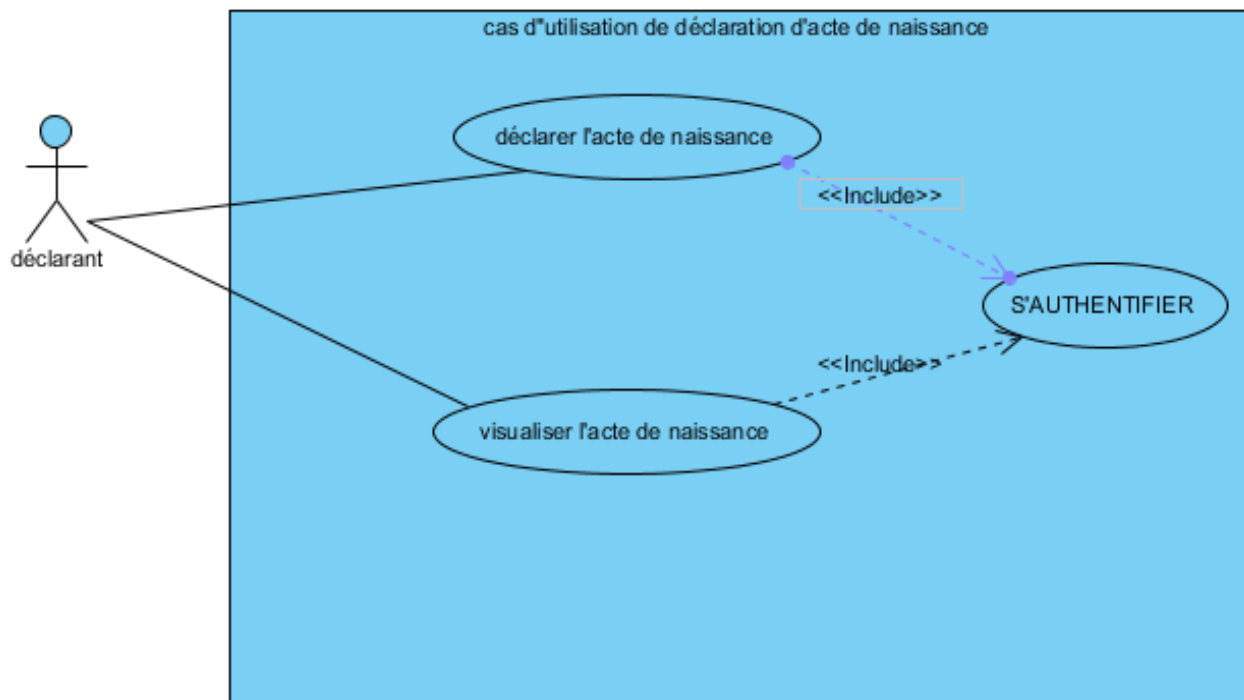 cas d"utilisation de déclaration d'acte de naissance
déclarer l'acte de naissance
<<Include>>
déclarant
S'AUTHENTIFIER
<<Include>>
visualiser l'acte de naissance